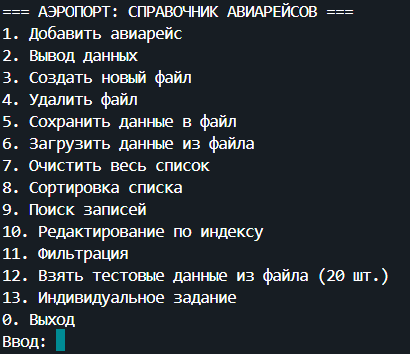 === АЭРОПОРТ: СПРАВОЧНИК АВИАРЕЙСОВ ===
1. Добавить авиарейс
2. Вывод данных
3. Создать новый файл
4. Удалить файл
5. Сохранить данные в файл
6. Загрузить данные из файла
7. Очистить весь список
8. Сортировка списка
9. Поиск записей
10. Редактирование по индексу
11. Фильтрация
12. Взять тестовые данные из файла (20 шт.)
13. Индивидуальное задание
0. Выход
Ввод: